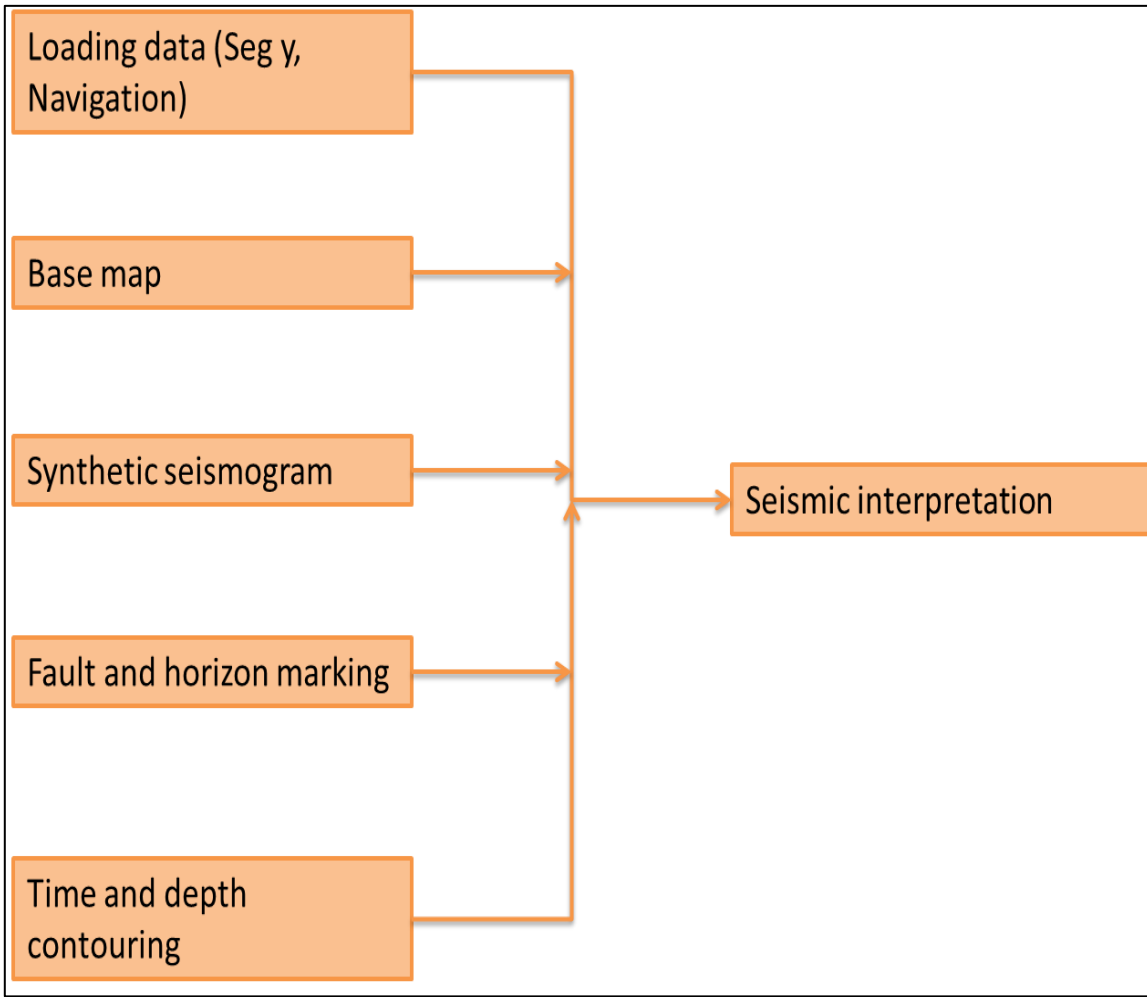 Loading data (Seg y,
Navigation)
Base map
Synthetic seismogram
Seismic interpretation
Fault and horizon marking
Time and depth
contouring